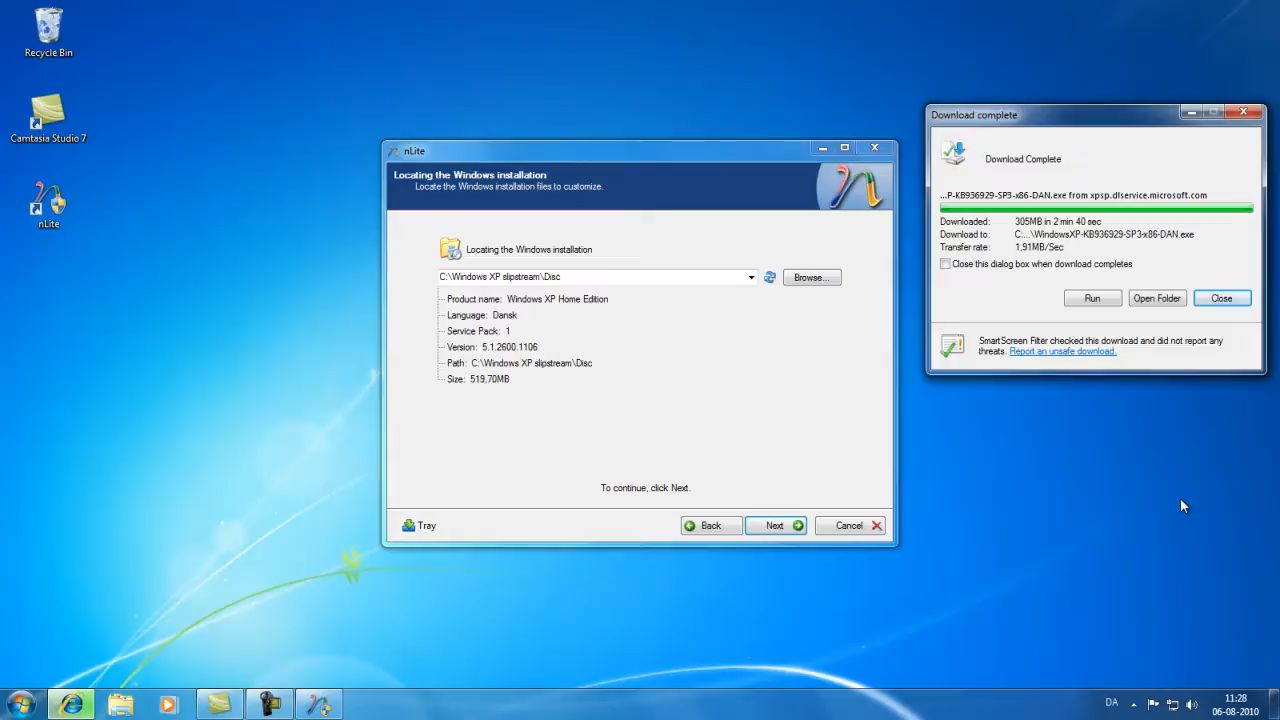 Recycle Bin
Camtasia Studio 7
nLite
nLite
Locating the Windows installation
Locate the Windows installation files to customize.
Locating the Windows installation
C:\Windows XP slipstream\Disc
Browse...
Product name: Windows XP Home Edition
Language: Dansk
Service Pack: 1
Version: 5.1.2600.1106
Path: C:\Windows XP slipstream\Disc
Size: 519,70MB
To continue, click Next.
Tray
Back
Next
Cancel
Download complete
Download Complete
...P-KB936929-SP3-x86-DAN.exe from xpsp.dlservice.microsoft.com
Downloaded: 305MB in 2 min 40 sec
Download to: C:...\WindowsXP-KB936929-SP3-x86-DAN.exe
Transfer rate: 1,91MB/Sec
Close this dialog box when download completes
Run
Open Folder
Close
SmartScreen Filter checked this download and did not report any
threats. Report an unsafe download.
DA
11:28
06-08-2010